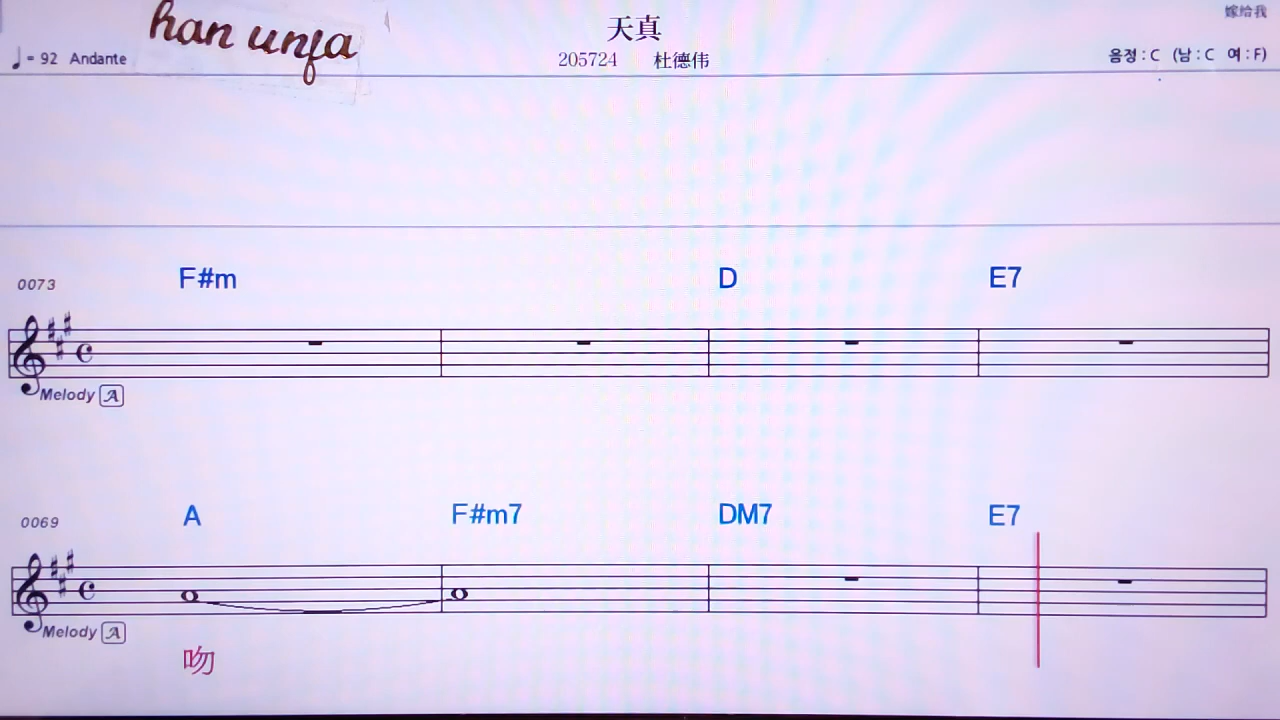 han unfa
天真
嫁给我
♩= 92 Andante
205724 杜德伟
음정 : C (남 : C 여 : F)
F#m D E7
0073
Melody A
A F#m7 DM7 E7
0069
Melody A
吻